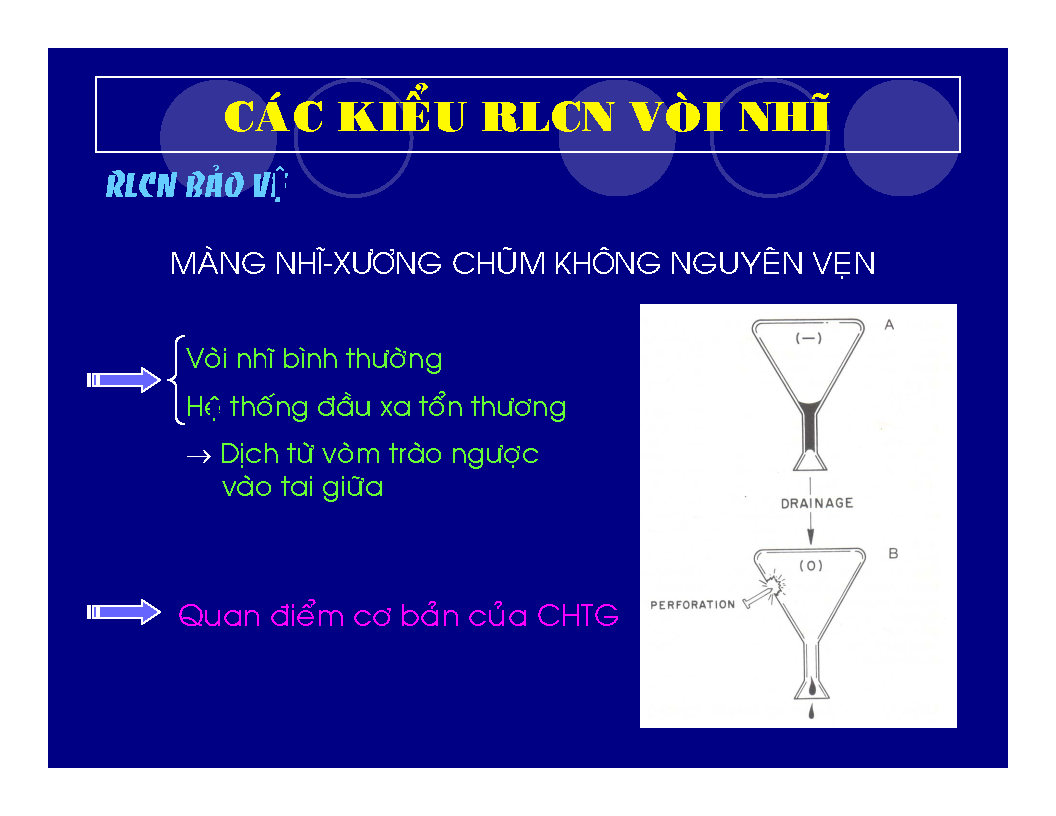 CÁC KIỂU RLCN VÒI NHĨ
RLCN BẢO VỆ
MÀNG NHĨ-XƯƠNG CHŨM KHÔNG NGUYÊN VẸN
Vòi nhĩ bình thường
Hệ thống đầu xa tổn thương
→ Dịch từ vòm trào ngược
vào tai giữa
Quan điểm cơ bản của CHTG
A
(—)
DRAINAGE
B
(O)
PERFORATION